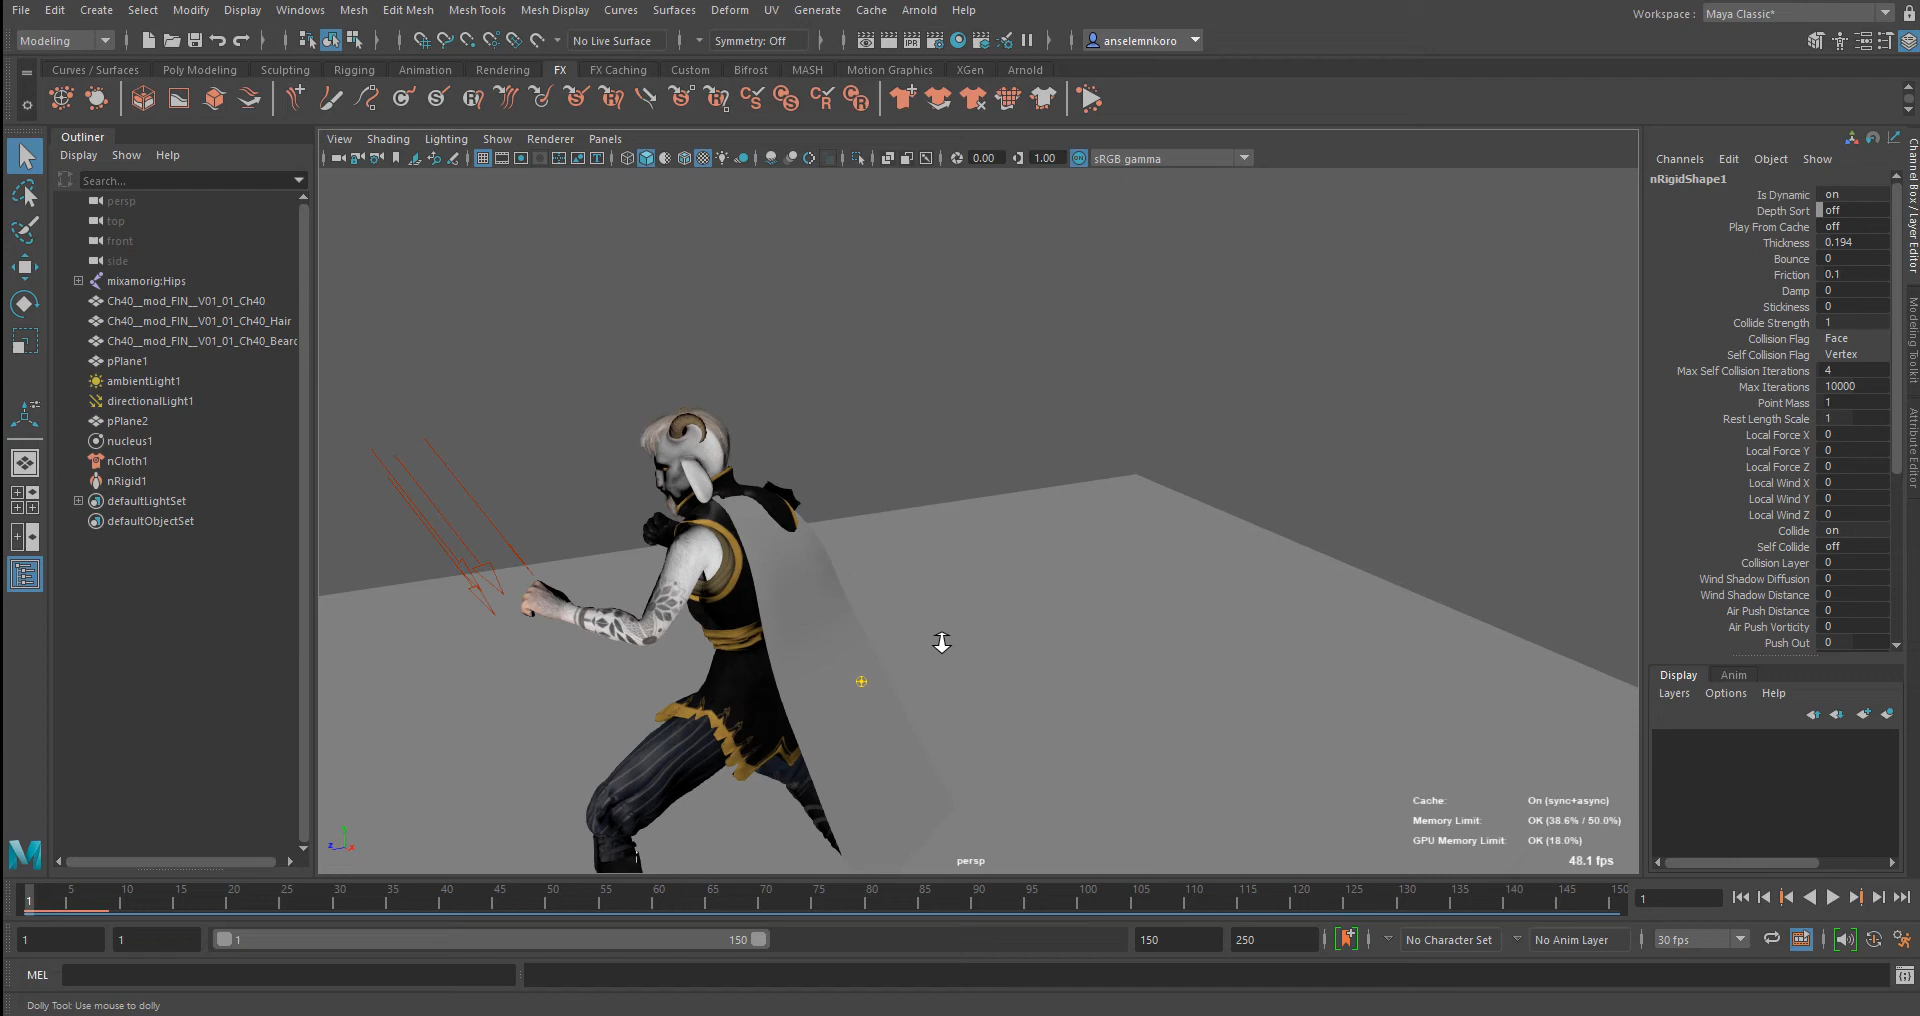 File Edit Create Select Modify Display Windows Mesh Edit Mesh Mesh Tools Mesh Display Curves Surfaces Deform UV Generate Cache Arnold Help
Workspace : Maya Classic*
Modeling No Live Surface Symmetry: Off anselemnkoro
Curves / Surfaces Poly Modeling Sculpting Rigging Animation Rendering FX FX Caching Custom Bifrost MASH Motion Graphics XGen Arnold
Outliner
Display Show Help
Search...
persp
top
front
side
mixamorig:Hips
Ch40__mod_FIN__V01_01_Ch40
Ch40__mod_FIN__V01_01_Ch40_Hair
Ch40__mod_FIN__V01_01_Ch40_Bearc
pPlane1
ambientLight1
directionalLight1
pPlane2
nucleus1
nCloth1
nRigid1
defaultLightSet
defaultObjectSet
View Shading Lighting Show Renderer Panels
0.00 1.00 ON sRGB gamma
Cache: On (sync+async)
Memory Limit: OK (38.6% / 50.0%)
GPU Memory Limit: OK (18.0%)
persp
48.1 fps
Channels Edit Object Show
nRigidShape1
Is Dynamic on
Depth Sort off
Play From Cache off
Thickness 0.194
Bounce 0
Friction 0.1
Damp 0
Stickiness 0
Collide Strength 1
Collision Flag Face
Self Collision Flag Vertex
Max Self Collision Iterations 4
Max Iterations 10000
Point Mass 1
Rest Length Scale 1
Local Force X 0
Local Force Y 0
Local Force Z 0
Local Wind X 0
Local Wind Y 0
Local Wind Z 0
Collide on
Self Collide off
Collision Layer 0
Wind Shadow Diffusion 0
Wind Shadow Distance 0
Air Push Distance 0
Air Push Vorticity 0
Push Out 0
Channel Box / Layer Editor
Modeling Toolkit
Attribute Editor
Display Anim
Layers Options Help
1 5 10 15 20 25 30 35 40 45 50 55 60 65 70 75 80 85 90 95 100 105 110 115 120 125 130 135 140 145 150
1
1 1 1 150 150 250 No Character Set No Anim Layer 30 fps
MEL
Dolly Tool: Use mouse to dolly